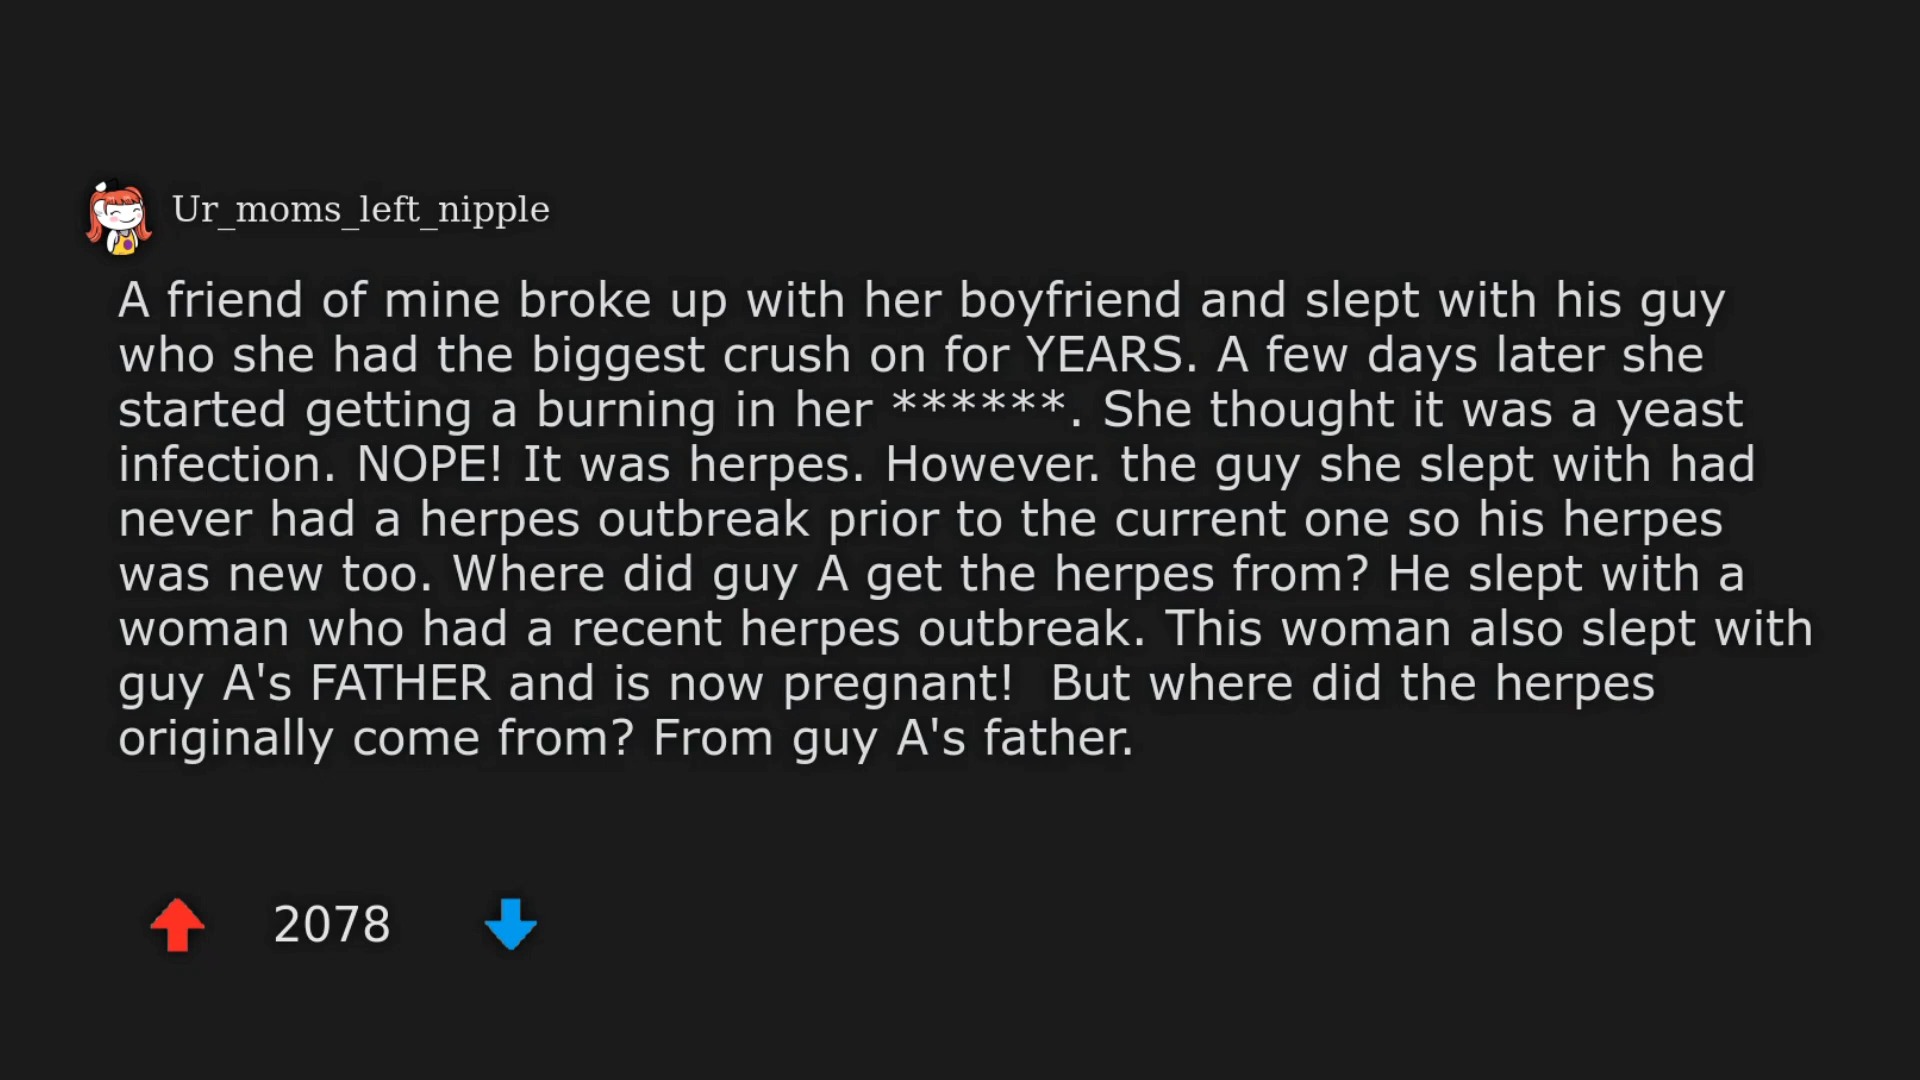 Ur_moms_left_nipple
A friend of mine broke up with her boyfriend and slept with his guy
who she had the biggest crush on for YEARS. A few days later she
started getting a burning in her ******. She thought it was a yeast
infection. NOPE! It was herpes. However. the guy she slept with had
never had a herpes outbreak prior to the current one so his herpes
was new too. Where did guy A get the herpes from? He slept with a
woman who had a recent herpes outbreak. This woman also slept with
guy A's FATHER and is now pregnant!  But where did the herpes
originally come from? From guy A's father.
2078